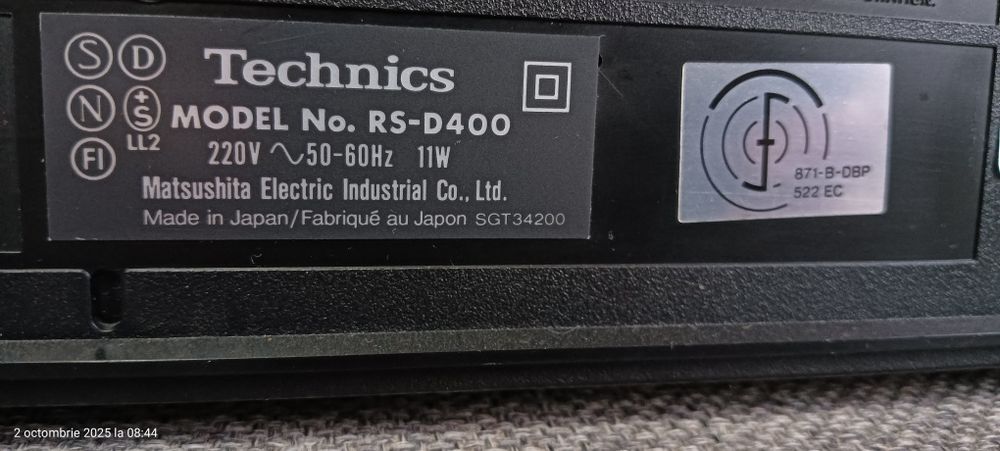 S D
Technics
N +S
MODEL No. RS-D400
LL2
FI
220V ∿50-60Hz 11W
Matsushita Electric Industrial Co., Ltd.
Made in Japan/Fabriqué au Japon SGT34200
871-B-DBP
522 EC
2 octombrie 2025 la 08:44